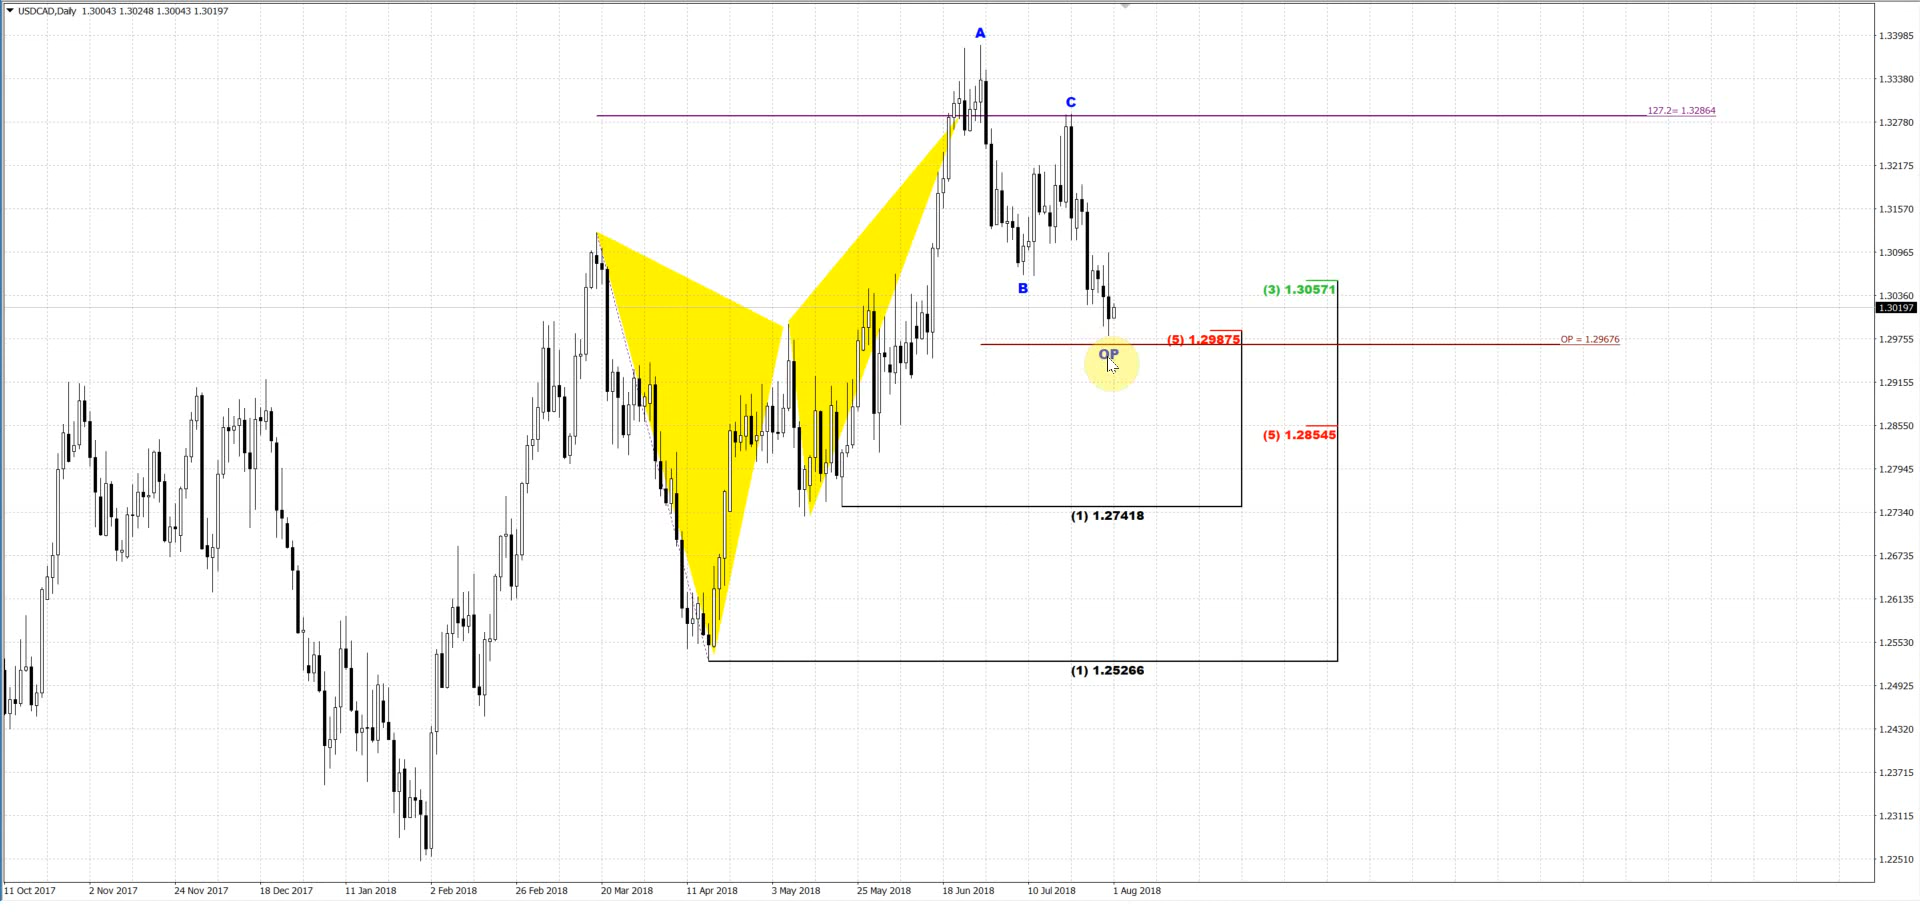 USDCAD,Daily 1.30043 1.30248 1.30043 1.30197
A
1.33985
1.33380
C
127.2= 1.32864
1.32780
1.32175
1.31570
1.30965
B
(3) 1.30571
1.30360
1.30197
(5) 1.29875
OP = 1.29676
1.29755
OP
1.29155
1.28550
(5) 1.28545
1.27945
(1) 1.27418
1.27340
1.26735
1.26135
1.25530
(1) 1.25266
1.24925
1.24320
1.23715
1.23115
1.22510
11 Oct 2017
2 Nov 2017
24 Nov 2017
18 Dec 2017
11 Jan 2018
2 Feb 2018
26 Feb 2018
20 Mar 2018
11 Apr 2018
3 May 2018
25 May 2018
18 Jun 2018
10 Jul 2018
1 Aug 2018